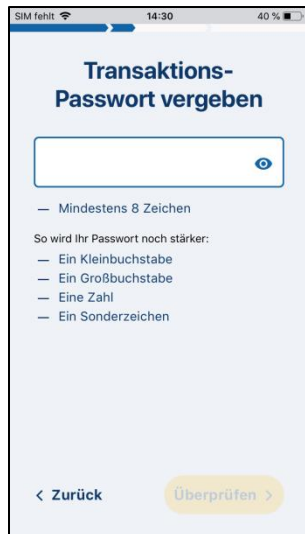 SIM fehlt 14:30 40 %
Transaktions-
Passwort vergeben
— Mindestens 8 Zeichen
So wird Ihr Passwort noch stärker:
— Ein Kleinbuchstabe
— Ein Großbuchstabe
— Eine Zahl
— Ein Sonderzeichen
< Zurück Überprüfen >